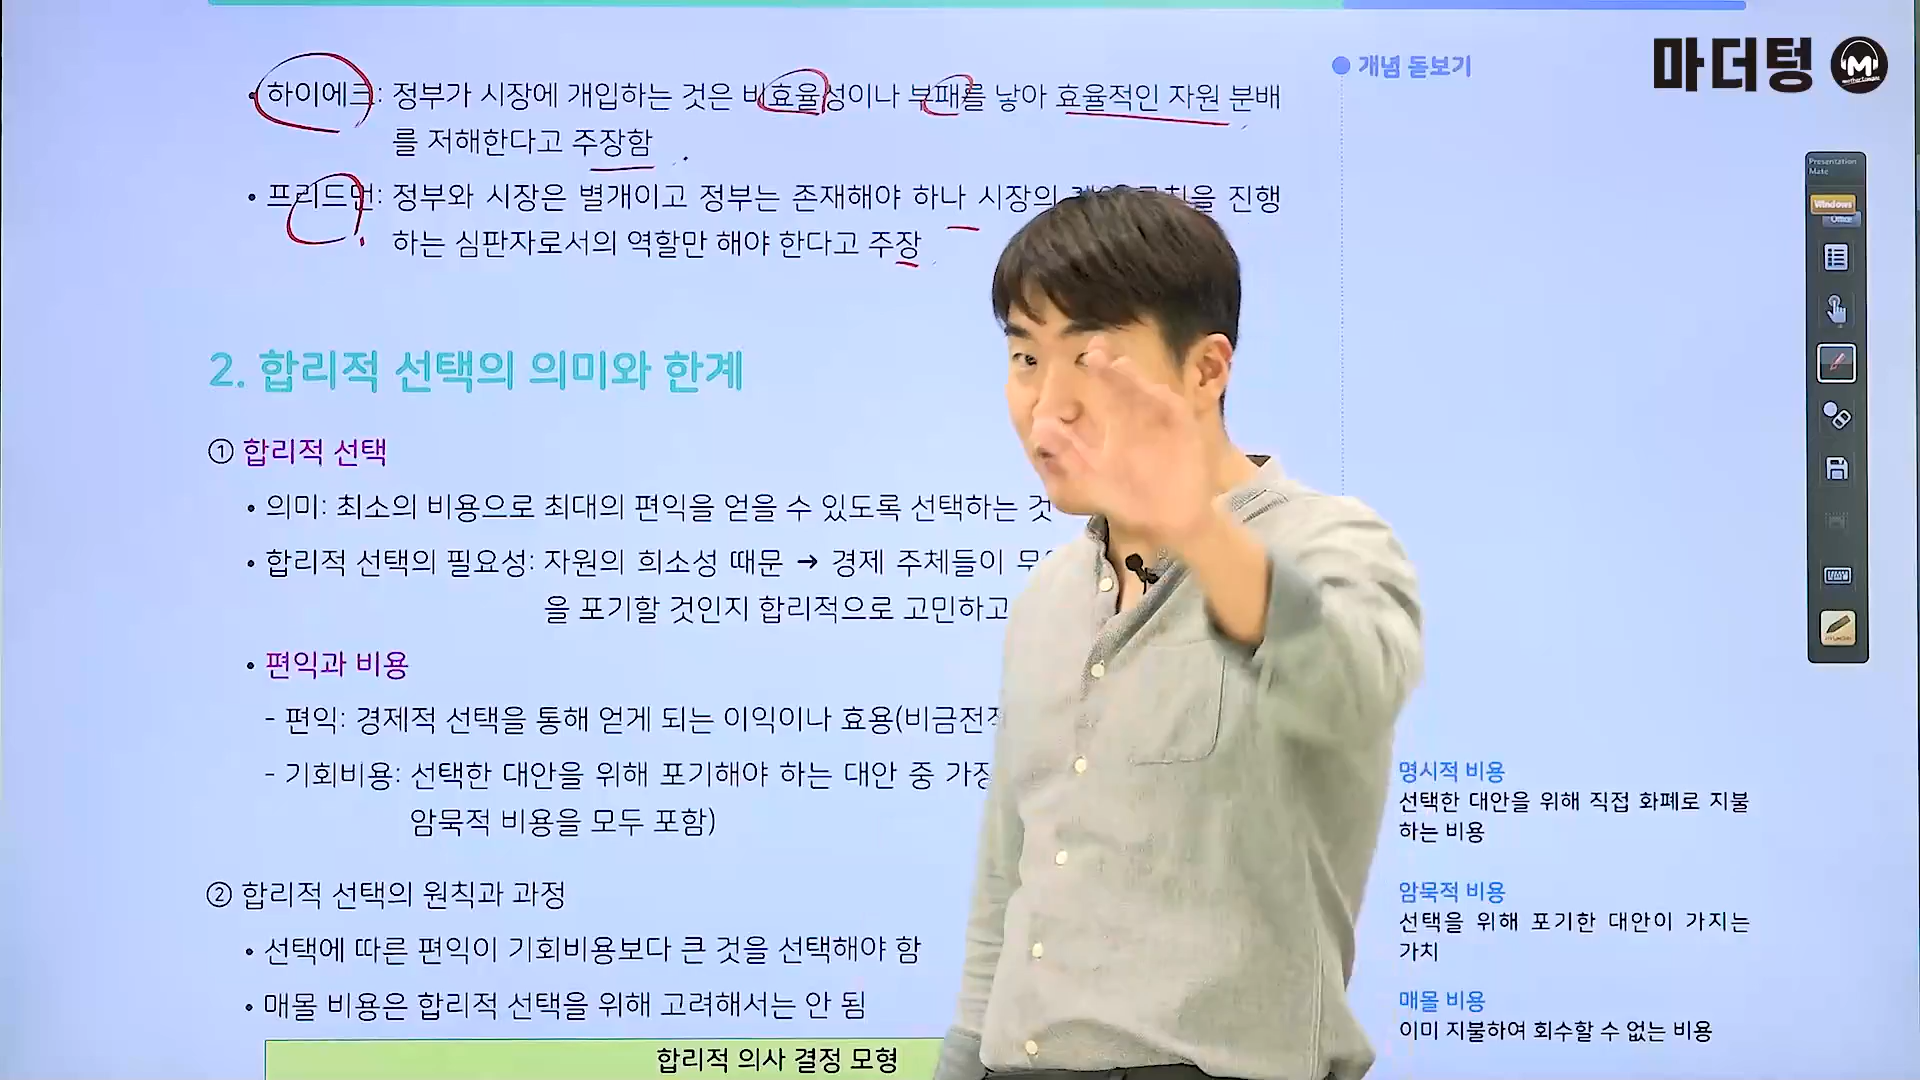 마더텅
개념 돋보기
• 하이에크: 정부가 시장에 개입하는 것은 비효율성이나 부패를 낳아 효율적인 자원 분배
를 저해한다고 주장함
• 프리드먼: 정부와 시장은 별개이고 정부는 존재해야 하나 시장의 진행
하는 심판자로서의 역할만 해야 한다고 주장
2. 합리적 선택의 의미와 한계
① 합리적 선택
• 의미: 최소의 비용으로 최대의 편익을 얻을 수 있도록 선택하는 것
• 합리적 선택의 필요성: 자원의 희소성 때문 → 경제 주체들이
을 포기할 것인지 합리적으로 고민하고
• 편익과 비용
- 편익: 경제적 선택을 통해 얻게 되는 이익이나 효용(비금전적
- 기회비용: 선택한 대안을 위해 포기해야 하는 대안 중
암묵적 비용을 모두 포함)
② 합리적 선택의 원칙과 과정
• 선택에 따른 편익이 기회비용보다 큰 것을 선택해야 함
• 매몰 비용은 합리적 선택을 위해 고려해서는 안 됨
합리적 의사 결정 모형
명시적 비용
선택한 대안을 위해 직접 화폐로 지불
하는 비용
암묵적 비용
선택을 위해 포기한 대안이 가지는
가치
매몰 비용
이미 지불하여 회수할 수 없는 비용
Presentation
Mate
Windows
Office